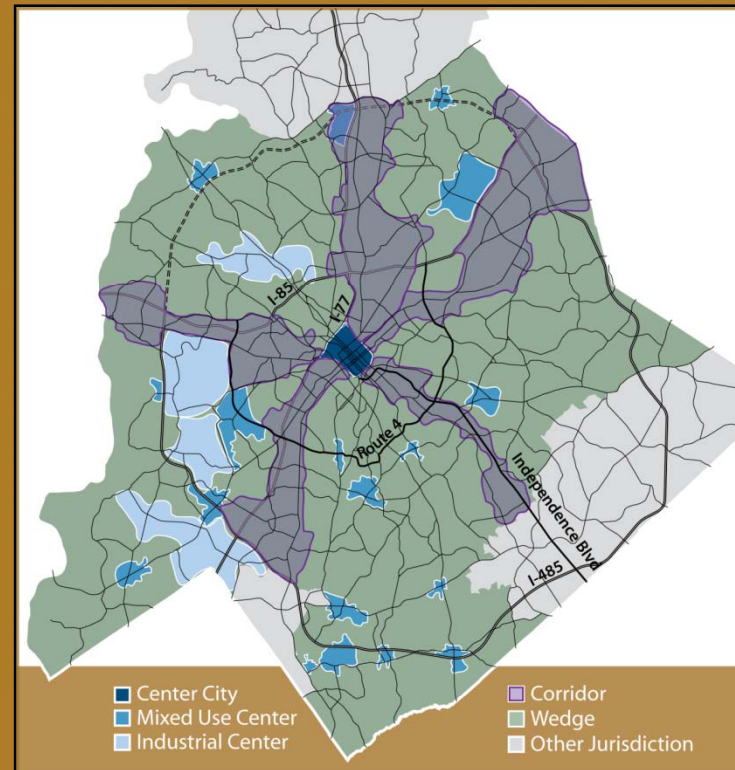 I-85
I-77
Route 4
Independence Blvd
I-485
Center City
Mixed Use Center
Industrial Center
Corridor
Wedge
Other Jurisdiction